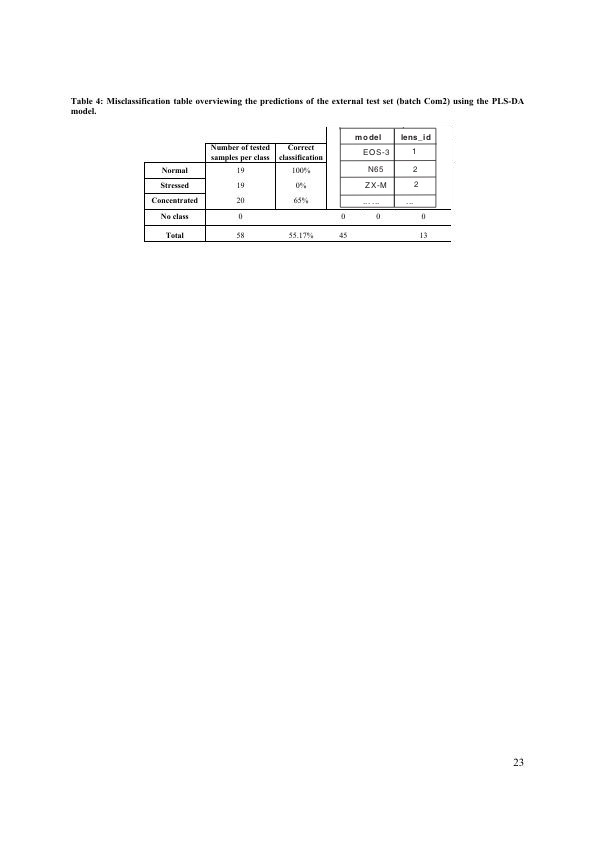 Table 4: Misclassification table overviewing the predictions of the external test set (batch Com2) using the PLS-DA
model.
model lens_id
Number of tested Correct
samples per class classification
EOS-3 1
Normal 19 100% N65 2
Stressed 19 0% ZX-M 2
Concentrated 20 65% ... ...
No class 0 0 0 0
Total 58 55.17% 45 13
23